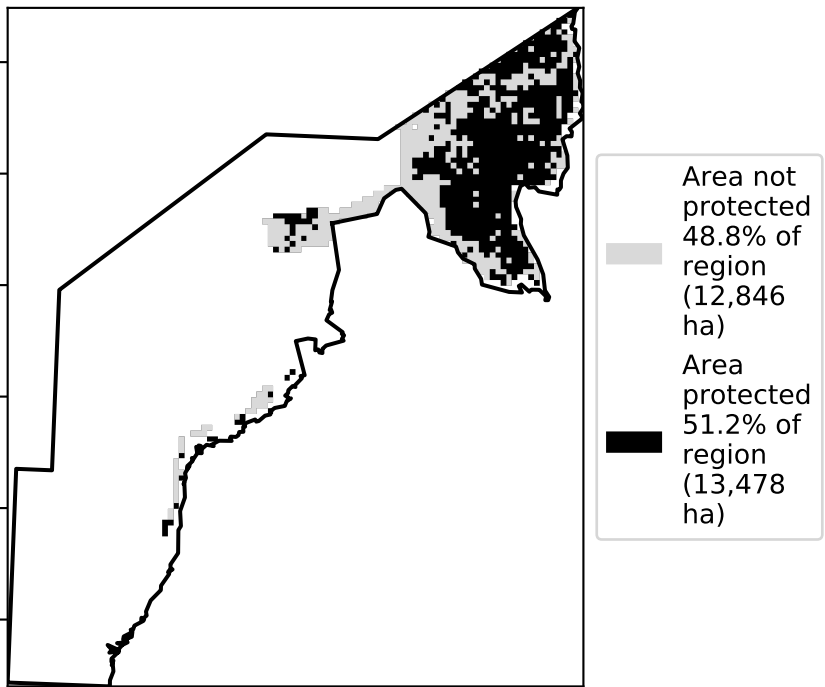 Area not
protected
48.8% of
region
(12,846
ha)
Area
protected
51.2% of
region
(13,478
ha)